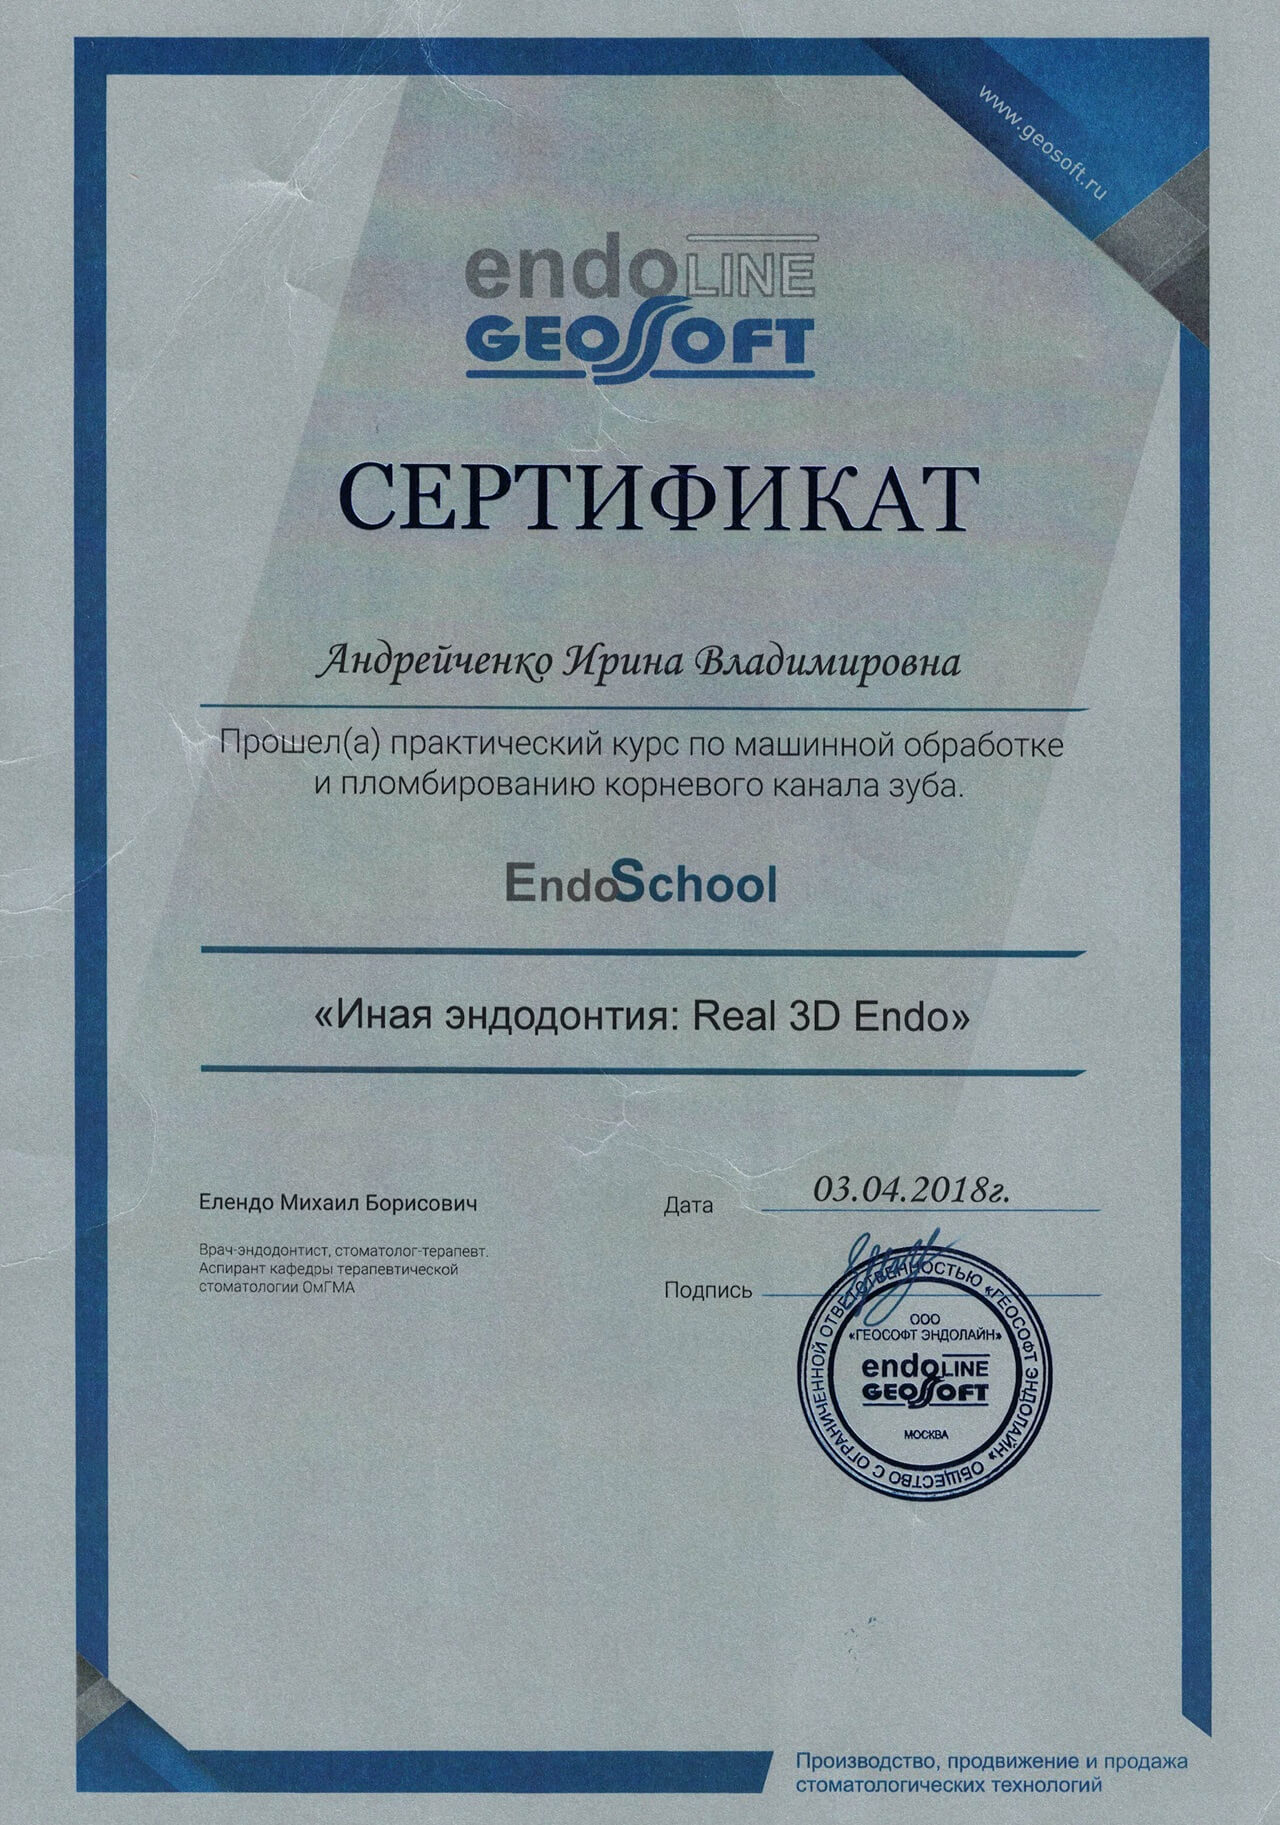 www.geosoft.ru
endoLINE
GEOSOFT
СЕРТИФИКАТ
Андрейченко Ирина Владимировна
Прошел(а) практический курс по машинной обработке
и пломбированию корневого канала зуба.
EndoSchool
«Иная эндодонтия: Real 3D Endo»
Елендо Михаил Борисович
Врач-эндодонтист, стоматолог-терапевт.
Аспирант кафедры терапевтической
стоматологии ОмГМА
Дата 03.04.2018г.
Подпись
ОБЩЕСТВО С ОГРАНИЧЕННОЙ ОТВЕТСТВЕННОСТЬЮ «ГЕОСОФТ ЭНДОЛАЙН»
ООО
«ГЕОСОФТ ЭНДОЛАЙН»
endoLINE
GEOSOFT
МОСКВА
Производство, продвижение и продажа
стоматологических технологий